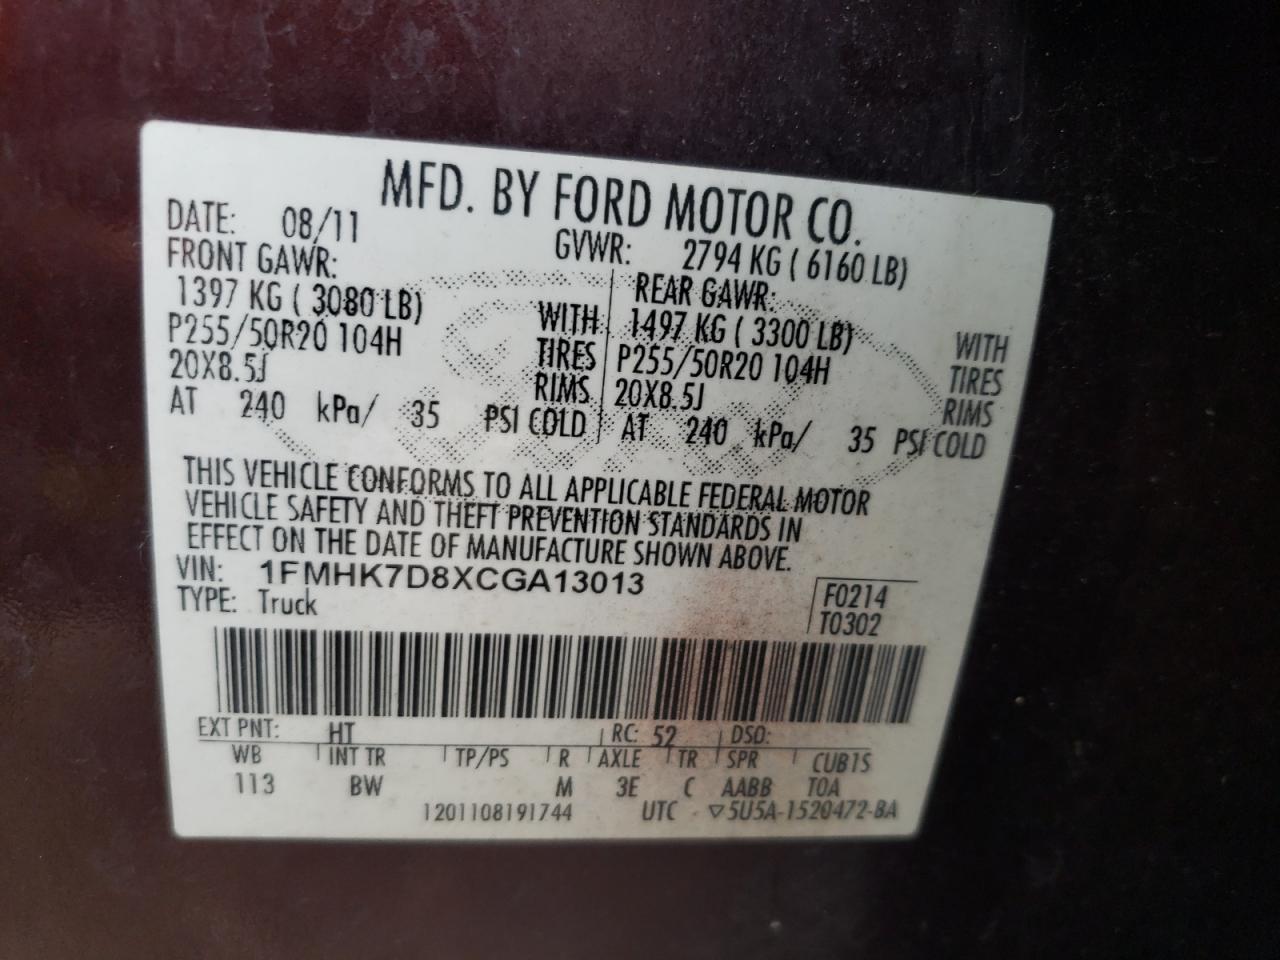 MFD. BY FORD MOTOR CO.
DATE: 08/11 GVWR: 2794 KG ( 6160 LB)
FRONT GAWR: REAR GAWR:
1397 KG ( 3080 LB) WITH 1497 KG ( 3300 LB) WITH
P255/50R20 104H TIRES P255/50R20 104H TIRES
20X8.5J RIMS 20X8.5J RIMS
AT 240 kPa/ 35 PSI COLD AT 240 kPa/ 35 PSI COLD
THIS VEHICLE CONFORMS TO ALL APPLICABLE FEDERAL MOTOR
VEHICLE SAFETY AND THEFT PREVENTION STANDARDS IN
EFFECT ON THE DATE OF MANUFACTURE SHOWN ABOVE.
VIN: 1FMHK7D8XCGA13013
TYPE: Truck
F0214
T0302
EXT PNT: HT RC: 52 DSO:
WB INT TR TP/PS R AXLE TR SPR CUB1S
113 BW M 3E C AABB TOA
1201108191744 UTC ▽5U5A-1520472-BA